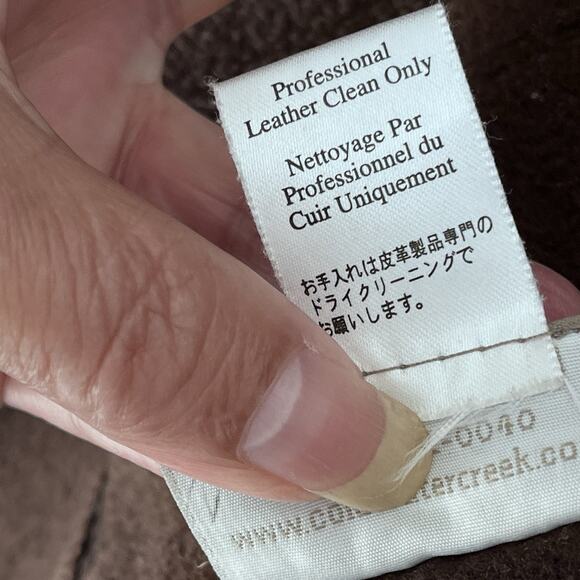 Professional
Leather Clean Only
Nettoyage Par
Professionnel du
Cuir Uniquement
お手入れは皮革製品専門の
ドライクリーニングで
お願いします。
0040